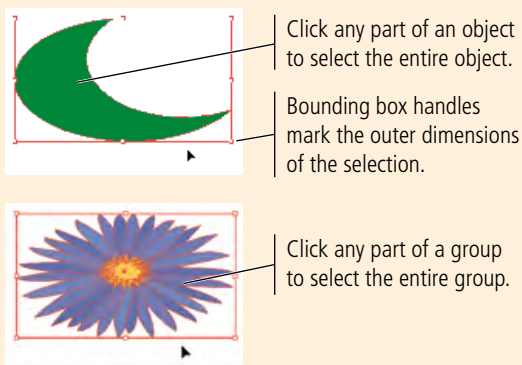 Click any part of an object
to select the entire object.
Bounding box handles
mark the outer dimensions
of the selection.
Click any part of a group
to select the entire group.